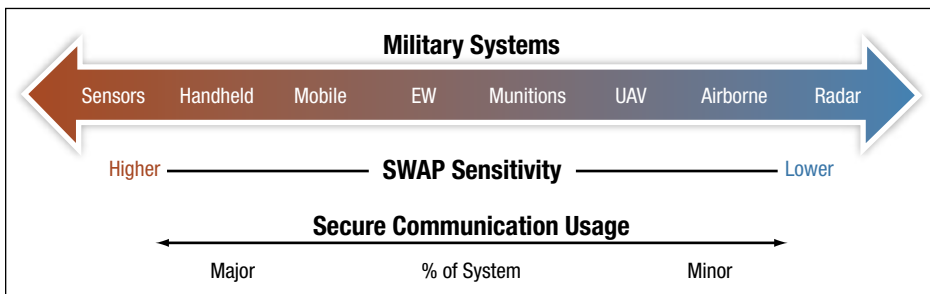 Military Systems
Sensors Handheld Mobile EW Munitions UAV Airborne Radar
Higher SWAP Sensitivity Lower
Secure Communication Usage
Major % of System Minor